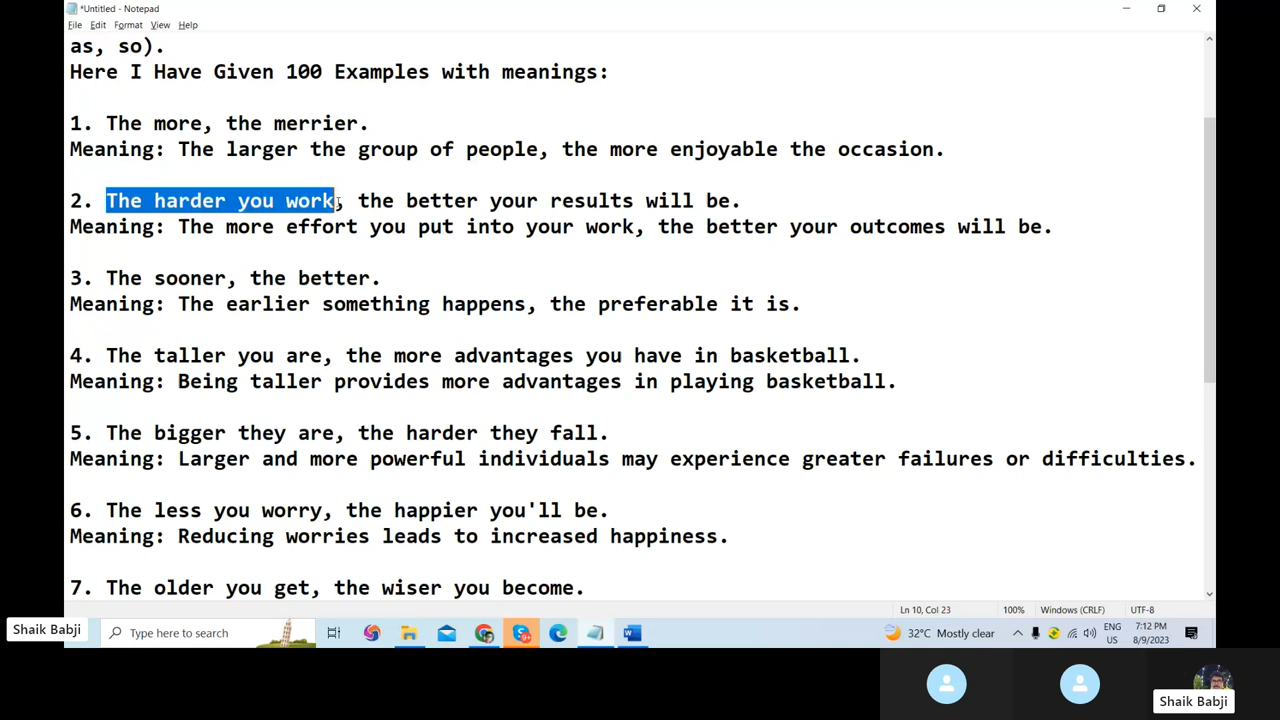 *Untitled - Notepad
File Edit Format View Help
as, so).
Here I Have Given 100 Examples with meanings:
1. The more, the merrier.
Meaning: The larger the group of people, the more enjoyable the occasion.
2. The harder you work, the better your results will be.
Meaning: The more effort you put into your work, the better your outcomes will be.
3. The sooner, the better.
Meaning: The earlier something happens, the preferable it is.
4. The taller you are, the more advantages you have in basketball.
Meaning: Being taller provides more advantages in playing basketball.
5. The bigger they are, the harder they fall.
Meaning: Larger and more powerful individuals may experience greater failures or difficulties.
6. The less you worry, the happier you'll be.
Meaning: Reducing worries leads to increased happiness.
7. The older you get, the wiser you become.
Ln 10, Col 23 100% Windows (CRLF) UTF-8
Shaik Babji
Type here to search
32°C Mostly clear
ENG
US
7:12 PM
8/9/2023
Shaik Babji